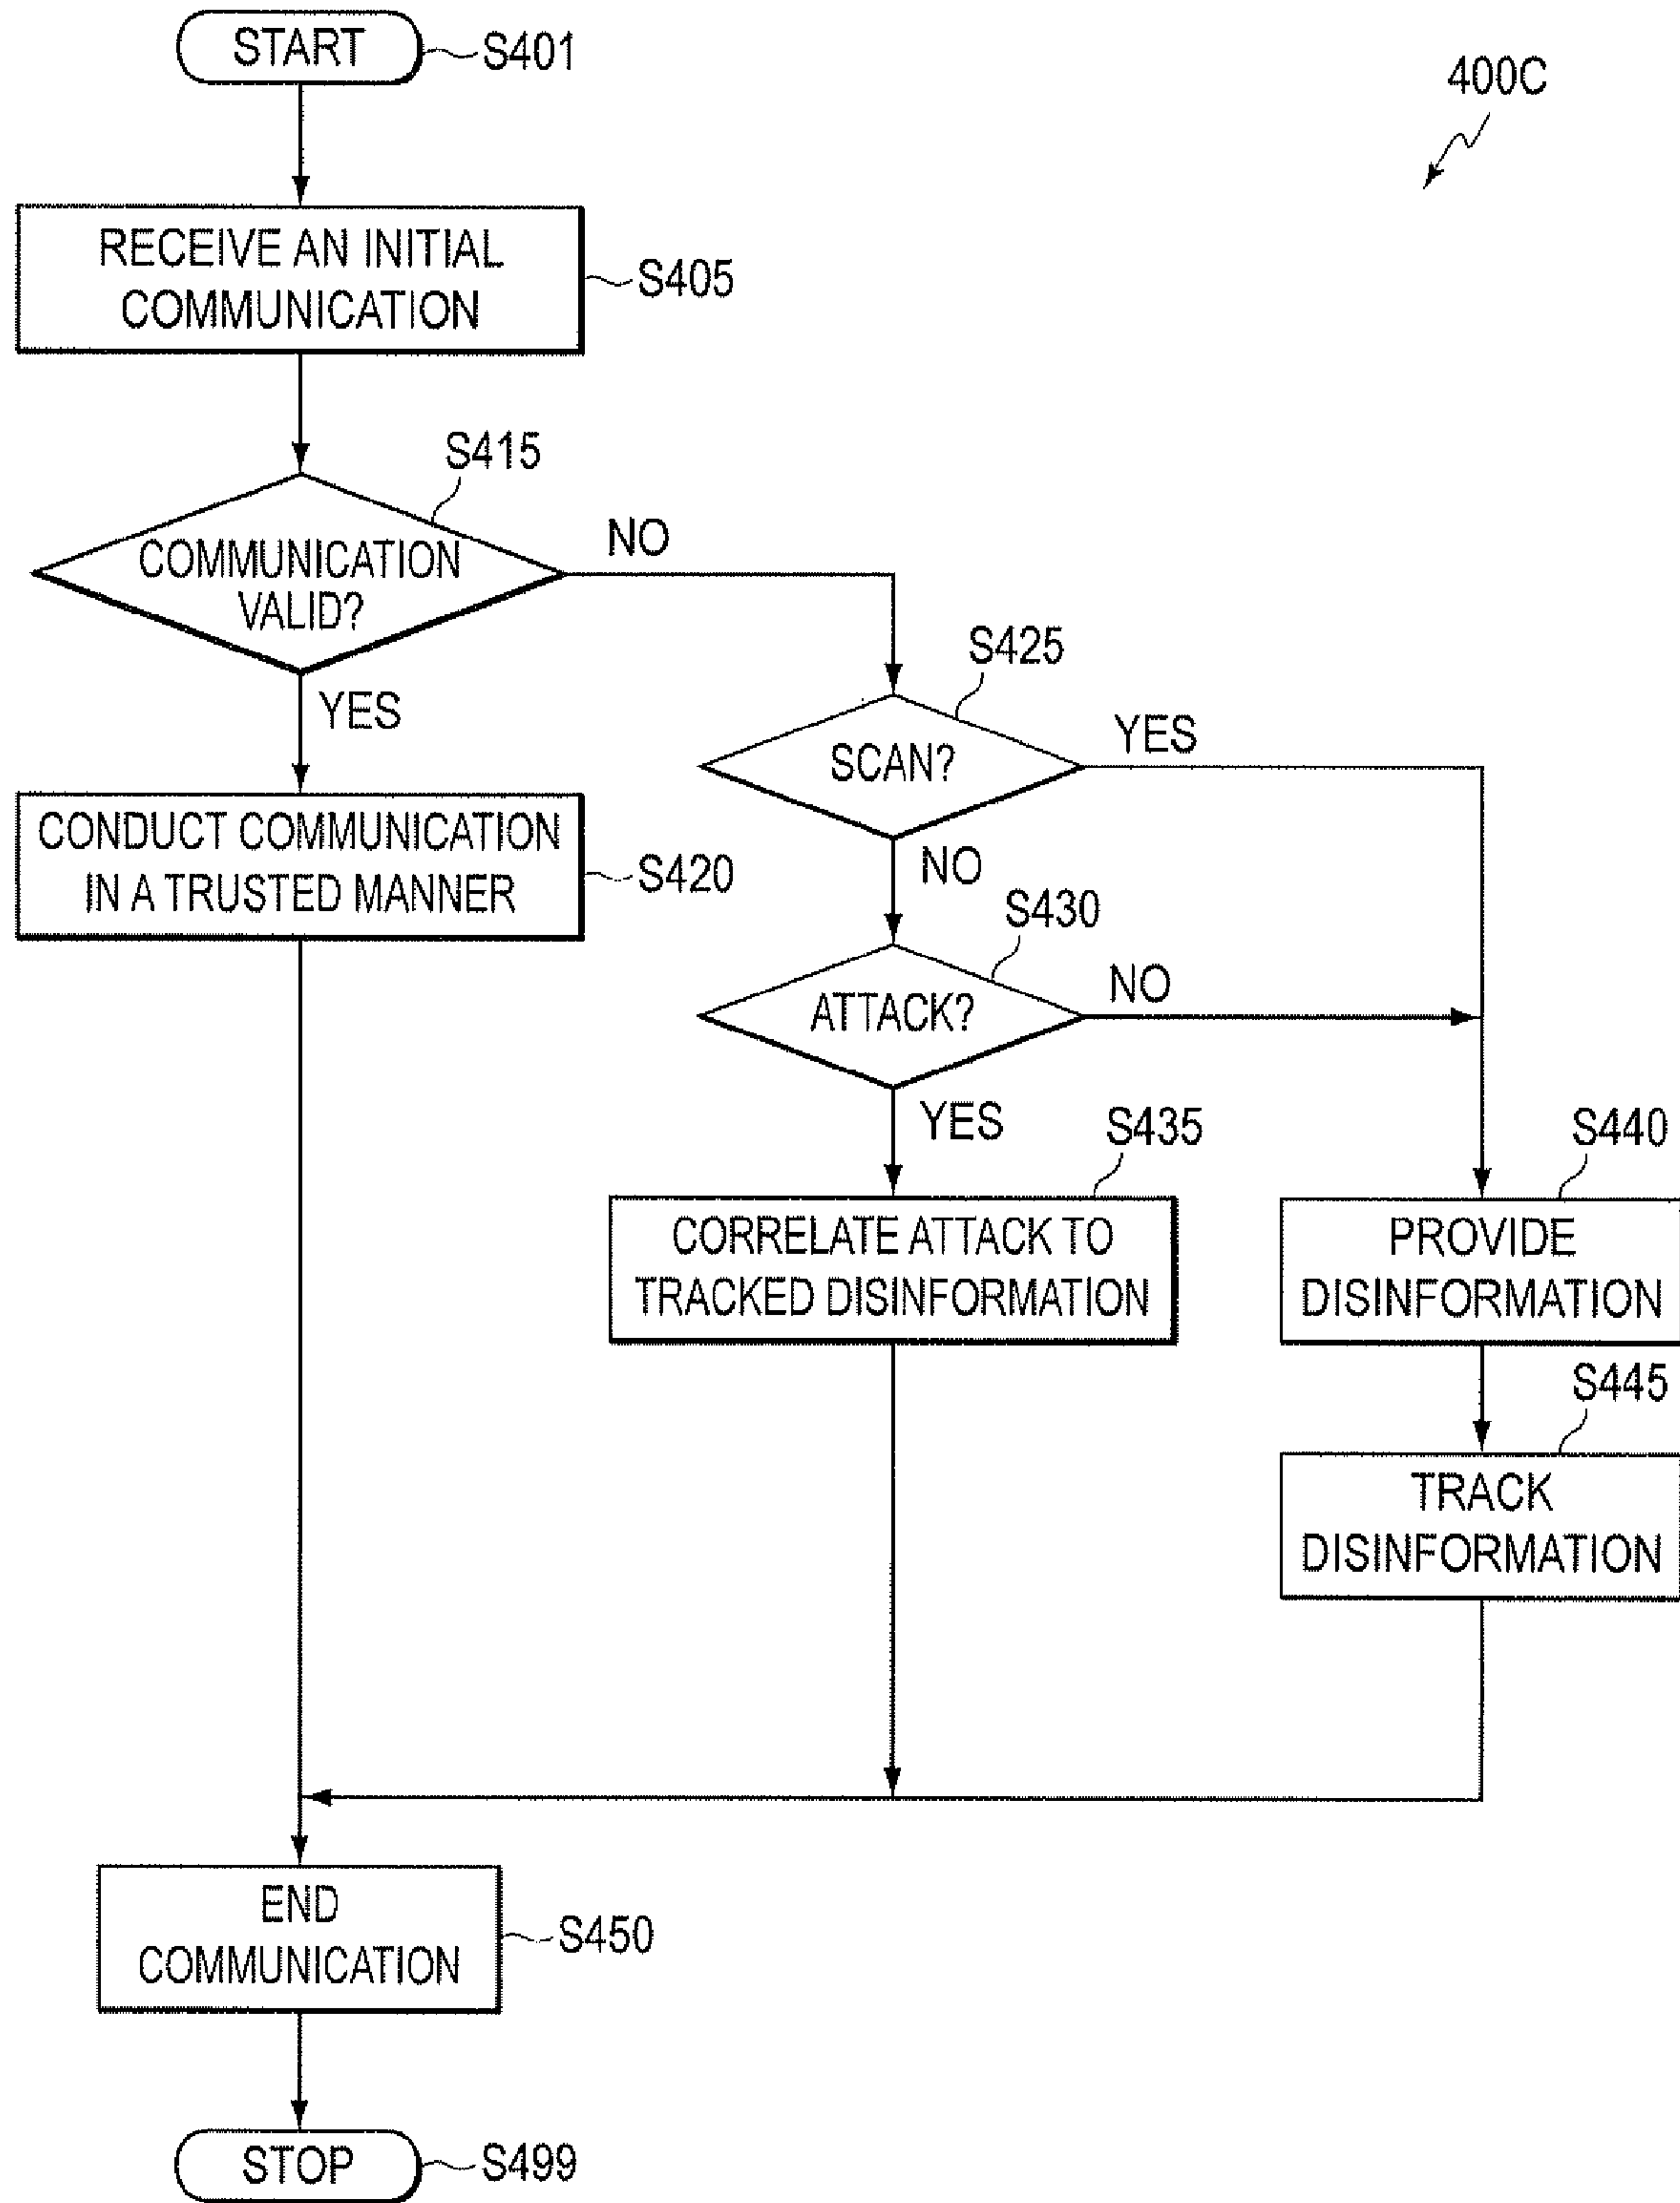 START
S401
400C
RECEIVE AN INITIAL
COMMUNICATION
S405
S415
COMMUNICATION
VALID?
NO
YES
S425
SCAN?
YES
NO
CONDUCT COMMUNICATION
IN A TRUSTED MANNER
S420
S430
ATTACK?
NO
YES
S435
CORRELATE ATTACK TO
TRACKED DISINFORMATION
S440
PROVIDE
DISINFORMATION
S445
TRACK
DISINFORMATION
END
COMMUNICATION
S450
STOP
S499